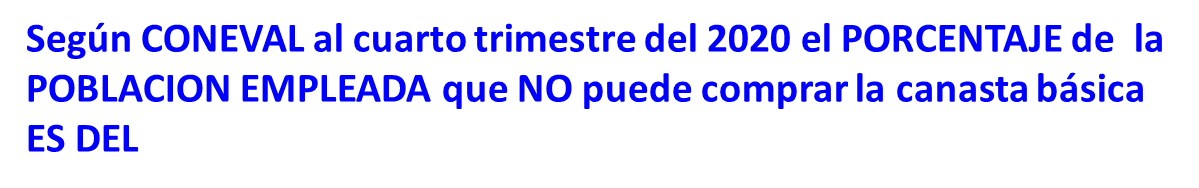 Según CONEVAL al cuarto trimestre del 2020 el PORCENTAJE de  la
POBLACION EMPLEADA que NO puede comprar la canasta básica
ES DEL